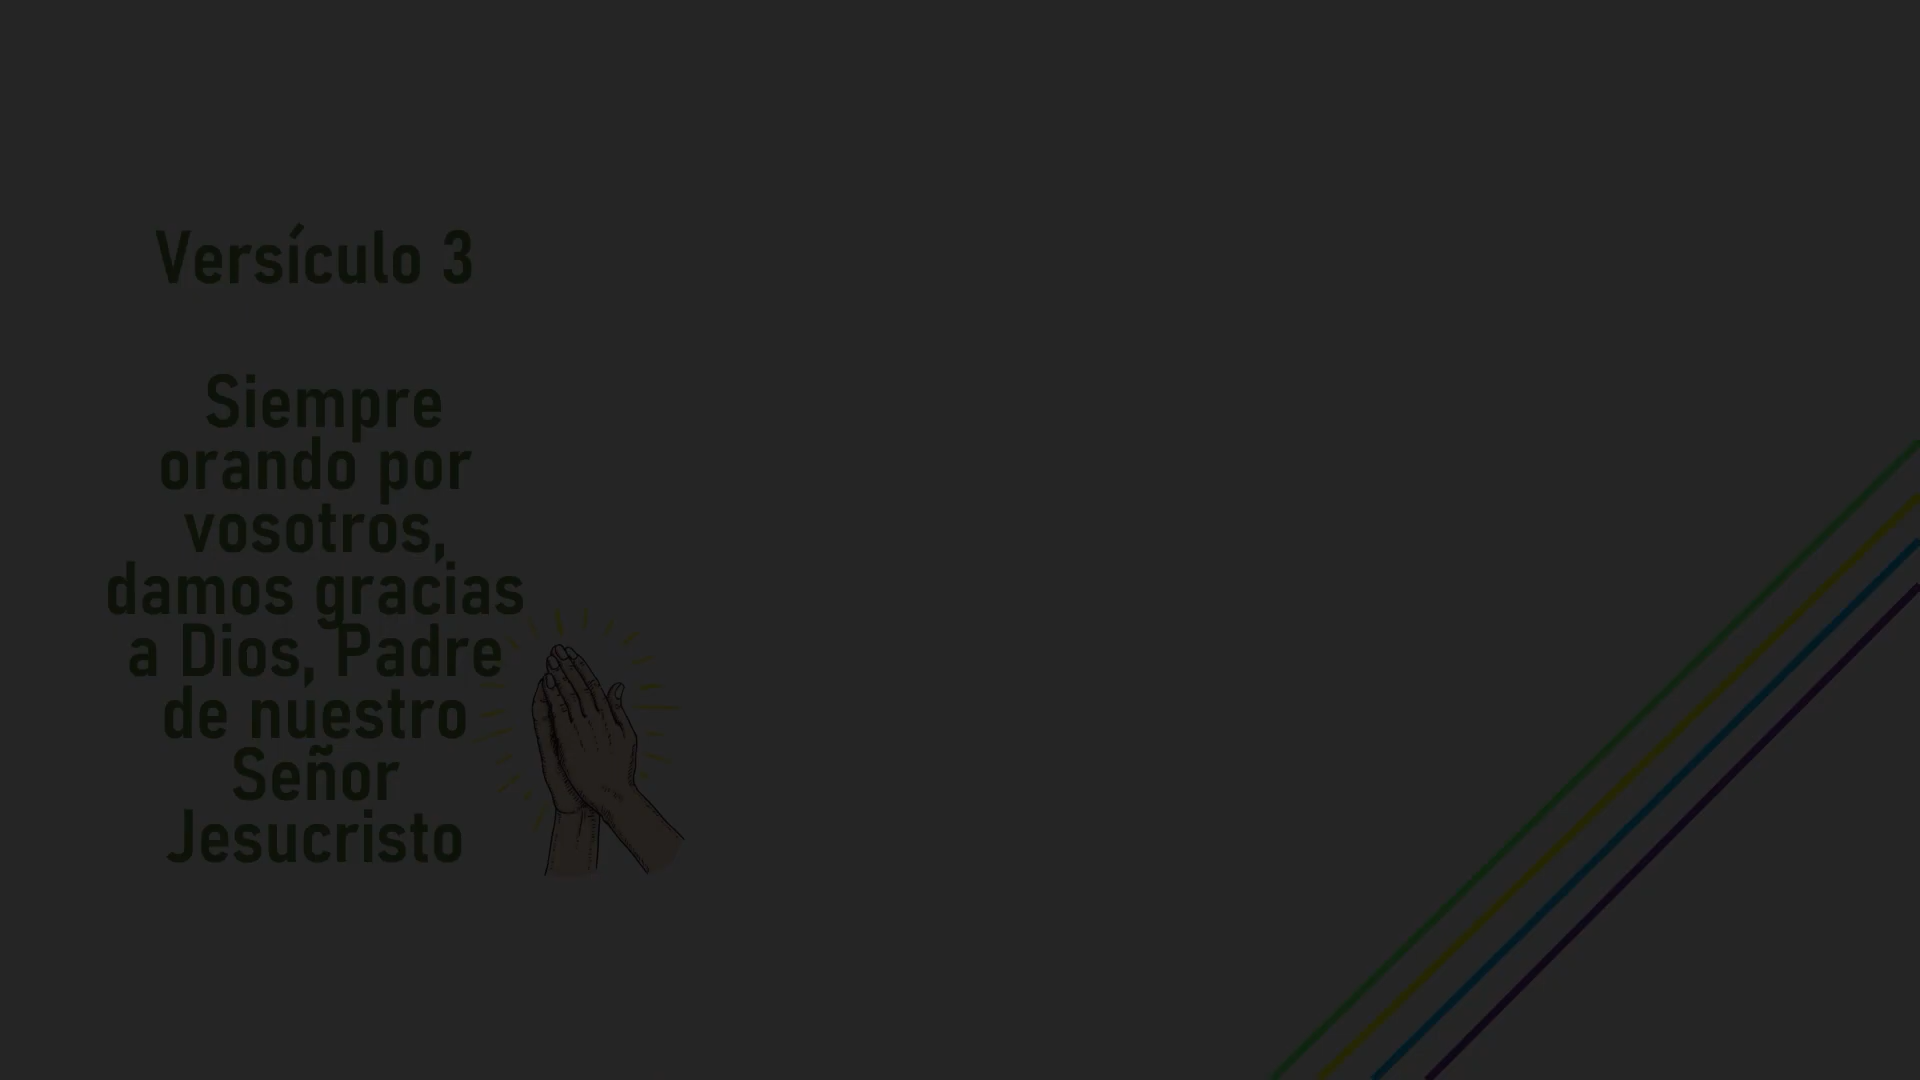 Versículo 3
Siempre
orando por
vosotros,
damos gracias
a Dios, Padre
de nuestro
Señor
Jesucristo